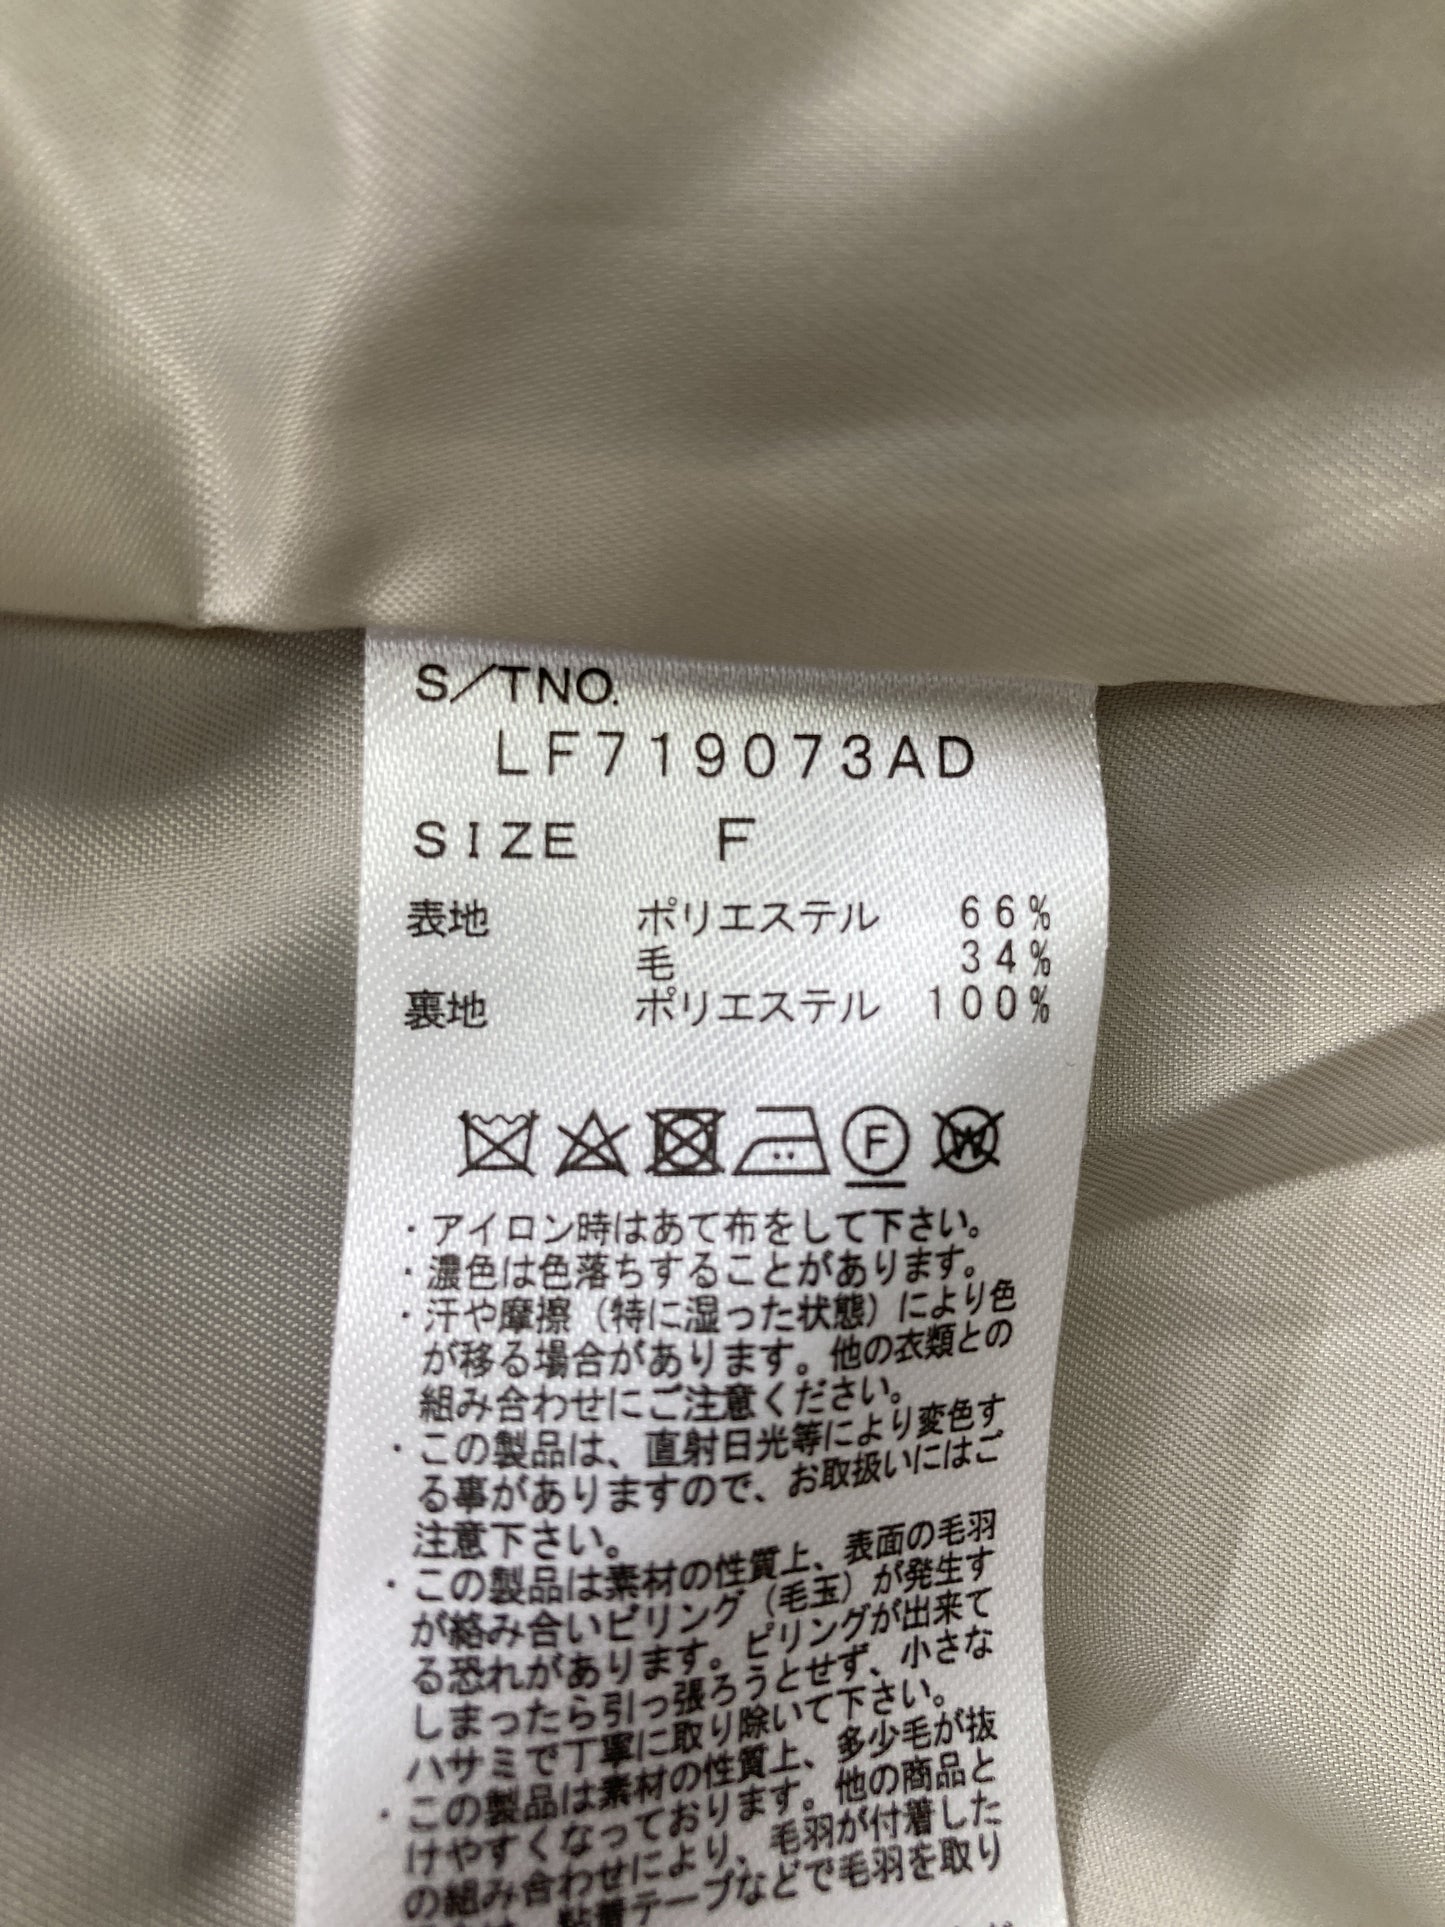 S/TNO.
LF719073AD
SIZE F
表地 ポリエステル 66%
毛 34%
裏地 ポリエステル 100%
F W
・アイロン時はあて布をして下さい。
・濃色は色落ちすることがあります。
・汗や摩擦(特に湿った状態)により色
が移る場合があります。他の衣類との
組み合わせにご注意ください。
・この製品は、直射日光等により変色す
る事がありますので、お取扱いにはご
注意下さい。
・この製品は素材の性質上、表面の毛羽
が絡み合いピリング(毛玉)が発生す
る恐れがあります。ピリングが出来て
しまったら引っ張ろうとせず、小さな
ハサミで丁寧に取り除いて下さい。
・この製品は素材の性質上、多少毛が抜
けやすくなっております。他の商品と
の組み合わせにより、毛羽が付着した
粘着テープなどで毛羽を取り